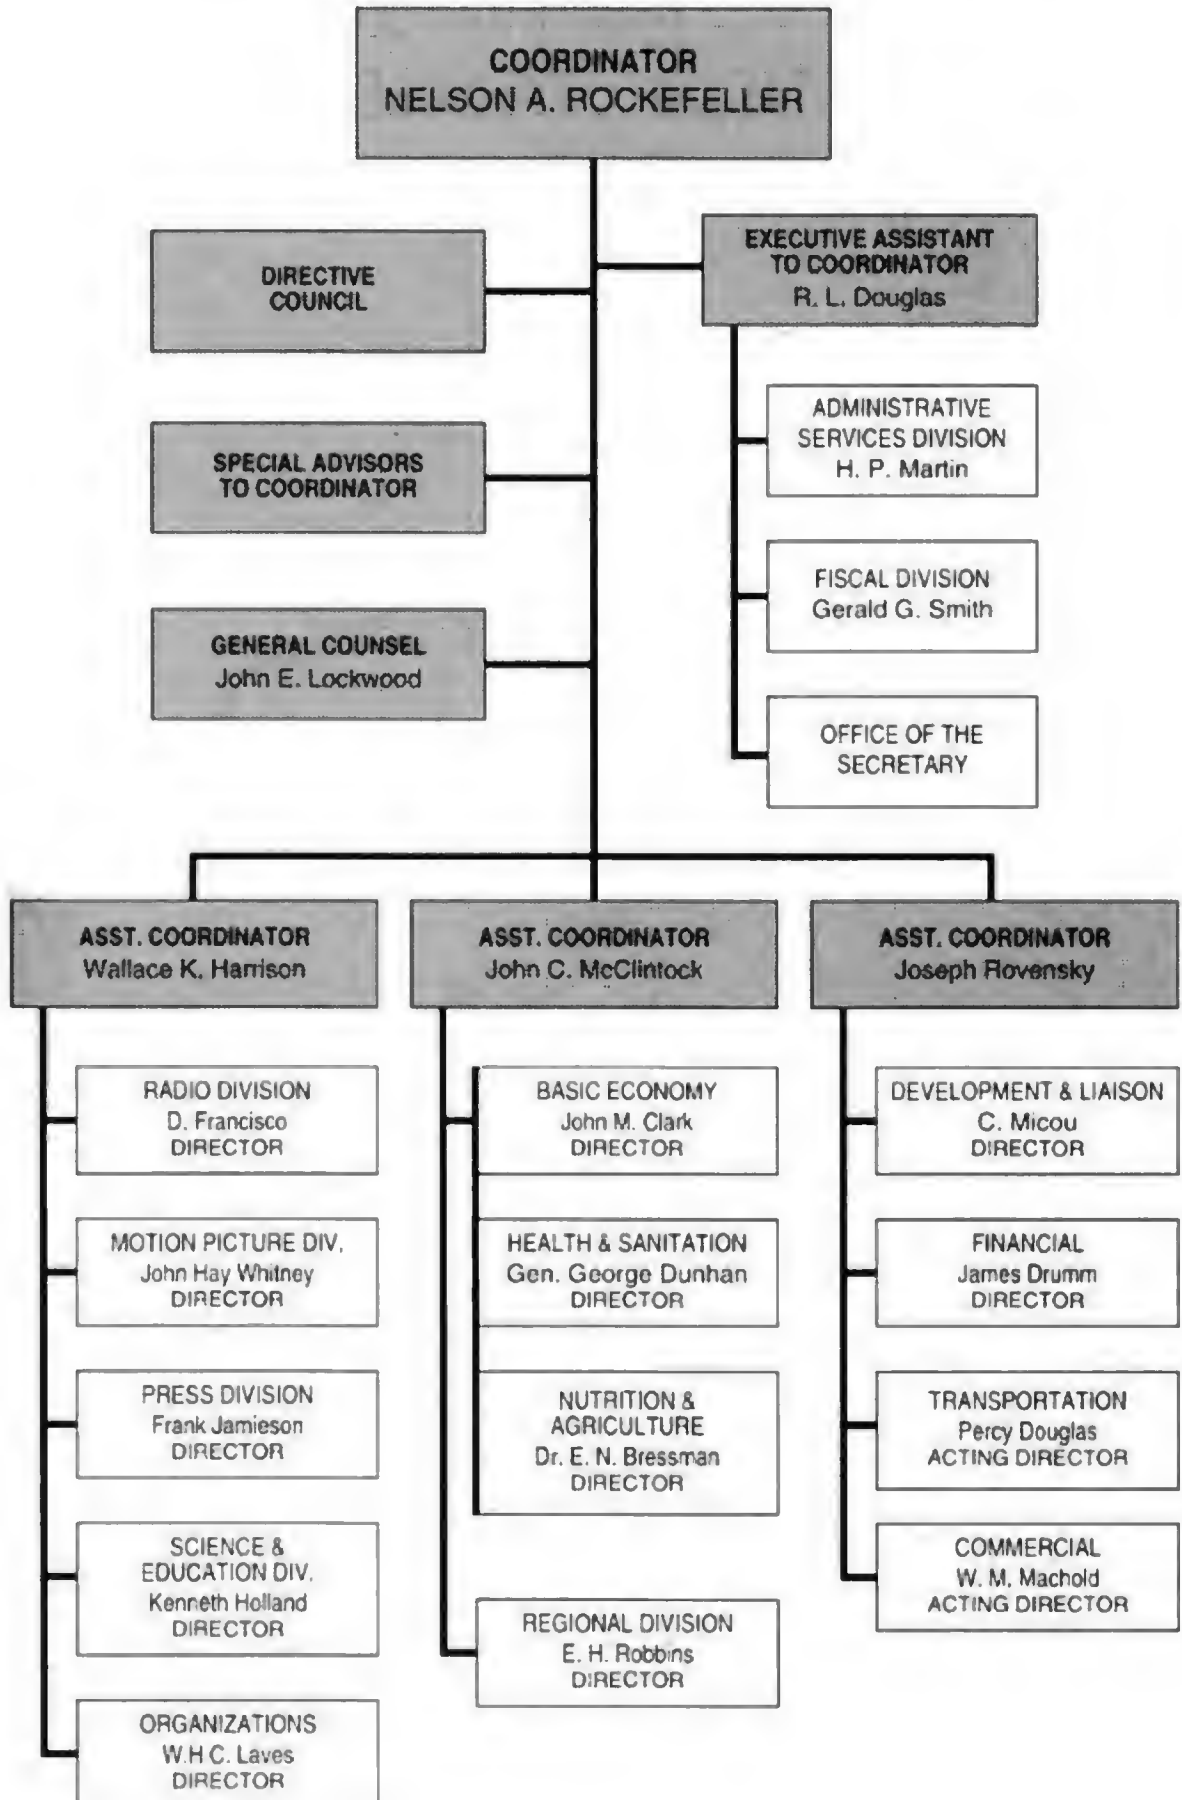 COORDINATOR
NELSON A. ROCKEFELLER
DIRECTIVE
COUNCIL
EXECUTIVE ASSISTANT
TO COORDINATOR
R. L. Douglas
ADMINISTRATIVE
SERVICES DIVISION
H. P. Martin
SPECIAL ADVISORS
TO COORDINATOR
FISCAL DIVISION
Gerald G. Smith
GENERAL COUNSEL
John E. Lockwood
OFFICE OF THE
SECRETARY
ASST. COORDINATOR
Wallace K. Harrison
RADIO DIVISION
D. Francisco
DIRECTOR
MOTION PICTURE DIV.
John Hay Whitney
DIRECTOR
PRESS DIVISION
Frank Jamieson
DIRECTOR
SCIENCE &
EDUCATION DIV.
Kenneth Holland
DIRECTOR
ORGANIZATIONS
W.H C. Laves
DIRECTOR
ASST. COORDINATOR
John C. McClintock
BASIC ECONOMY
John M. Clark
DIRECTOR
HEALTH & SANITATION
Gen. George Dunhan
DIRECTOR
NUTRITION &
AGRICULTURE
Dr. E. N. Bressman
DIRECTOR
REGIONAL DIVISION
E. H. Robbins
DIRECTOR
ASST. COORDINATOR
Joseph Rovensky
DEVELOPMENT & LIAISON
C. Micou
DIRECTOR
FINANCIAL
James Drumm
DIRECTOR
TRANSPORTATION
Percy Douglas
ACTING DIRECTOR
COMMERCIAL
W. M. Machold
ACTING DIRECTOR